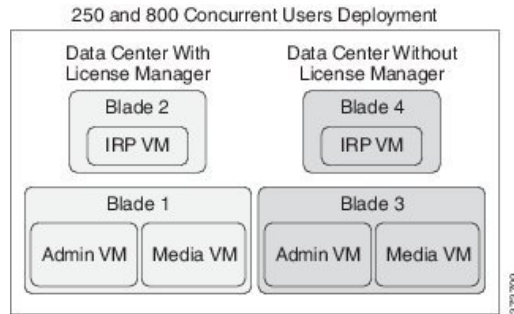 250 and 800 Concurrent Users Deployment
Data Center With
License Manager
Blade 2
IRP VM
Blade 1
Admin VM
Media VM
Data Center Without
License Manager
Blade 4
IRP VM
Blade 3
Admin VM
Media VM